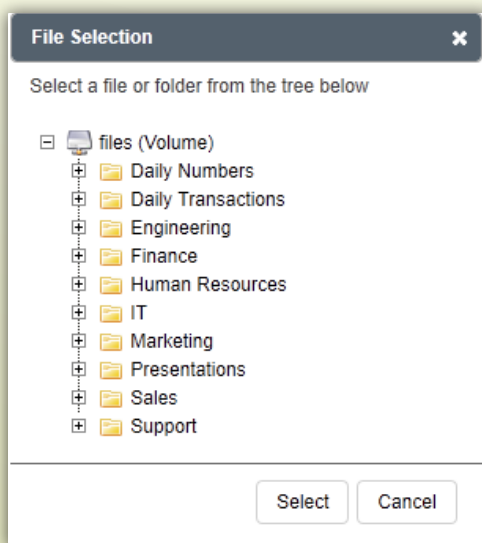 File Selection
Select a file or folder from the tree below
files (Volume)
Daily Numbers
Daily Transactions
Engineering
Finance
Human Resources
IT
Marketing
Presentations
Sales
Support
Select Cancel